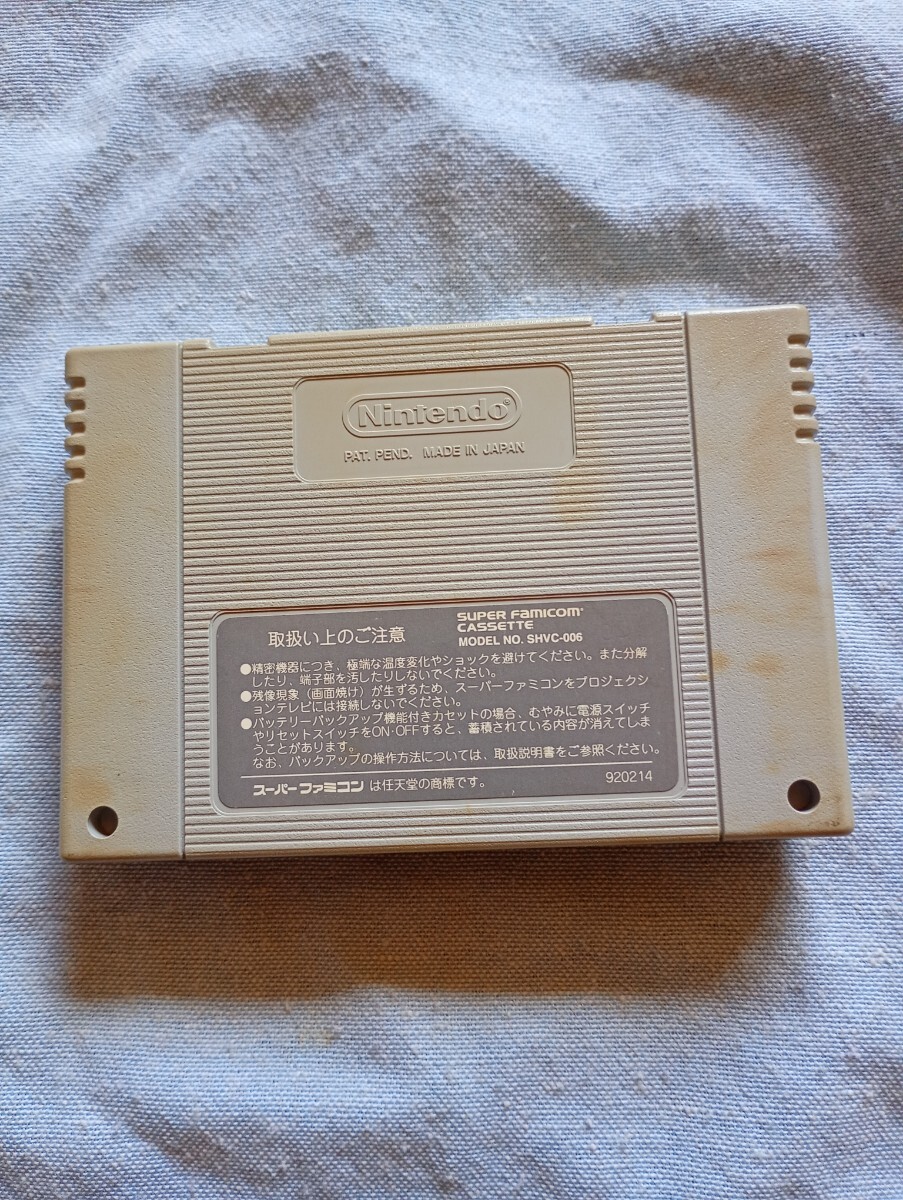 Nintendo®
PAT. PEND. MADE IN JAPAN
取扱い上のご注意
SUPER FAMICOM
CASSETTE
MODEL NO. SHVC-006
●精密機器につき、極端な温度変化やショックを避けてください。また分解
したり、端子部を汚したりしないでください。
●残像現象（画面焼け）が生ずるため、スーパーファミコンをプロジェクシ
ョンテレビには接続しないでください。
●バッテリーバックアップ機能付きカセットの場合、むやみに電源スイッチ
やリセットスイッチをON・OFFすると、蓄積されている内容が消えてしま
うことがあります。
なお、バックアップの操作方法については、取扱説明書をご参照ください。
スーパーファミコンは任天堂の商標です。
920214